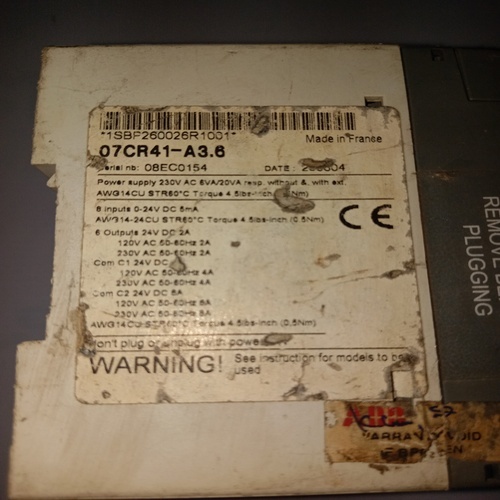 *1SBP260026R1001*
Made in France
07CR41-A3.6
Serial nb: 08EC0154 DATE:
Power supply 230V AC 6VA/20VA resp. without & with ext.
AWG14CU STR60°C Torque 4.5lbs-inch (0.5Nm)
8 inputs 0-24V DC 5mA
AWG14-24CU STR60°C Torque 4.5lbs-inch (0.5Nm)
6 Outputs 24V DC 2A
120V AC 50-60Hz 2A
230V AC 50-60Hz 2A
Com C1 24V DC
120V AC 50-60Hz 4A
230V AC 50-60Hz 4A
Com C2 24V DC 8A
120V AC 50-60Hz 8A
230V AC 50-60Hz 8A
AWG14CU STR60°C Torque 4.5lbs-inch (0.5Nm)
don't plug or unplug with power
WARNING! See instruction for models to be
used
CE
REMOVE BE
PLUGGING
ABB